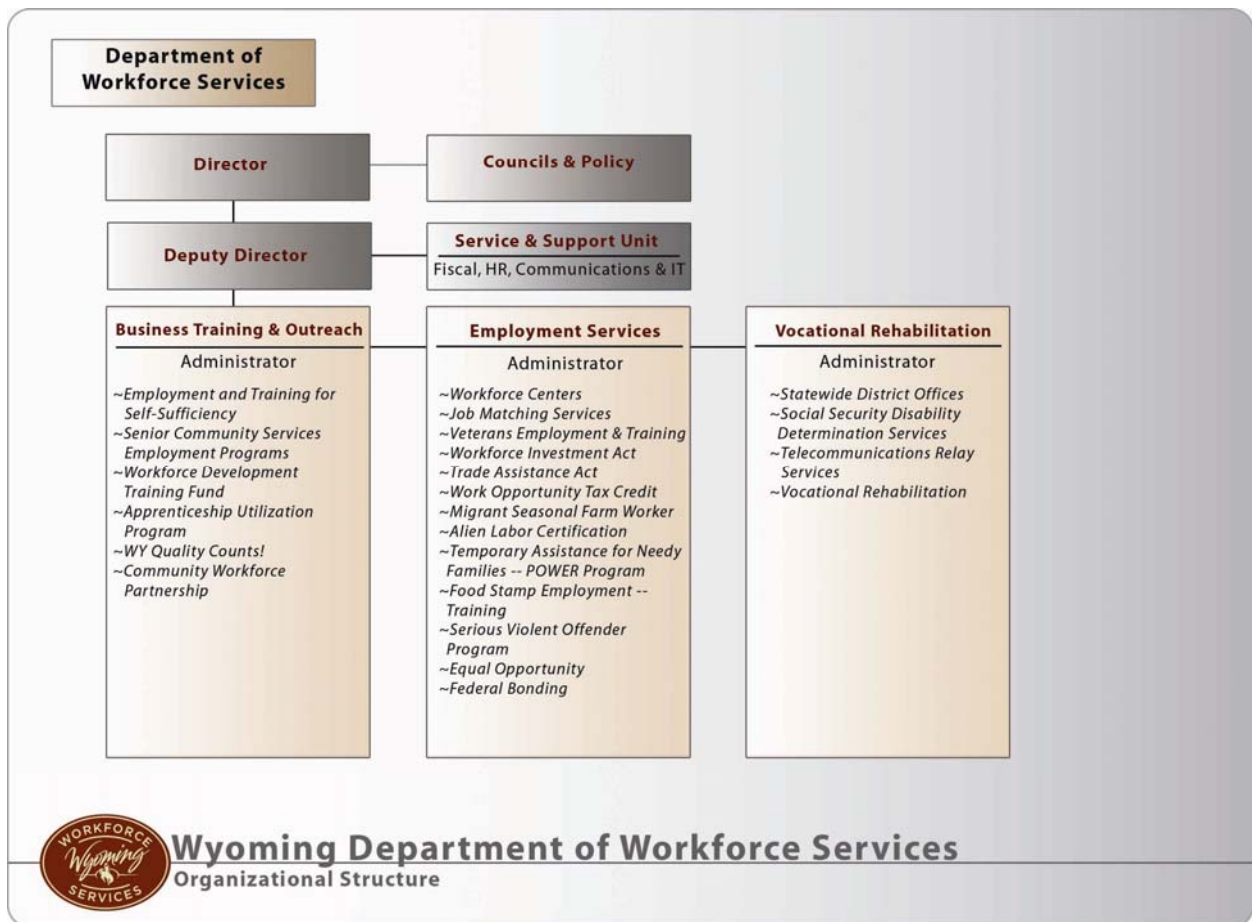 Department of
Workforce Services
Director
Councils & Policy
Deputy Director
Service & Support Unit
Fiscal, HR, Communications & IT
Business Training & Outreach
Administrator
~Employment and Training for
Self-Sufficiency
~Senior Community Services
Employment Programs
~Workforce Development
Training Fund
~Apprenticeship Utilization
Program
~WY Quality Counts!
~Community Workforce
Partnership
Employment Services
Administrator
~Workforce Centers
~Job Matching Services
~Veterans Employment & Training
~Workforce Investment Act
~Trade Assistance Act
~Work Opportunity Tax Credit
~Migrant Seasonal Farm Worker
~Alien Labor Certification
~Temporary Assistance for Needy
Families -- POWER Program
~Food Stamp Employment --
Training
~Serious Violent Offender
Program
~Equal Opportunity
~Federal Bonding
Vocational Rehabilitation
Administrator
~Statewide District Offices
~Social Security Disability
Determination Services
~Telecommunications Relay
Services
~Vocational Rehabilitation
WORKFORCE
Wyoming
SERVICES
Wyoming Department of Workforce Services
Organizational Structure